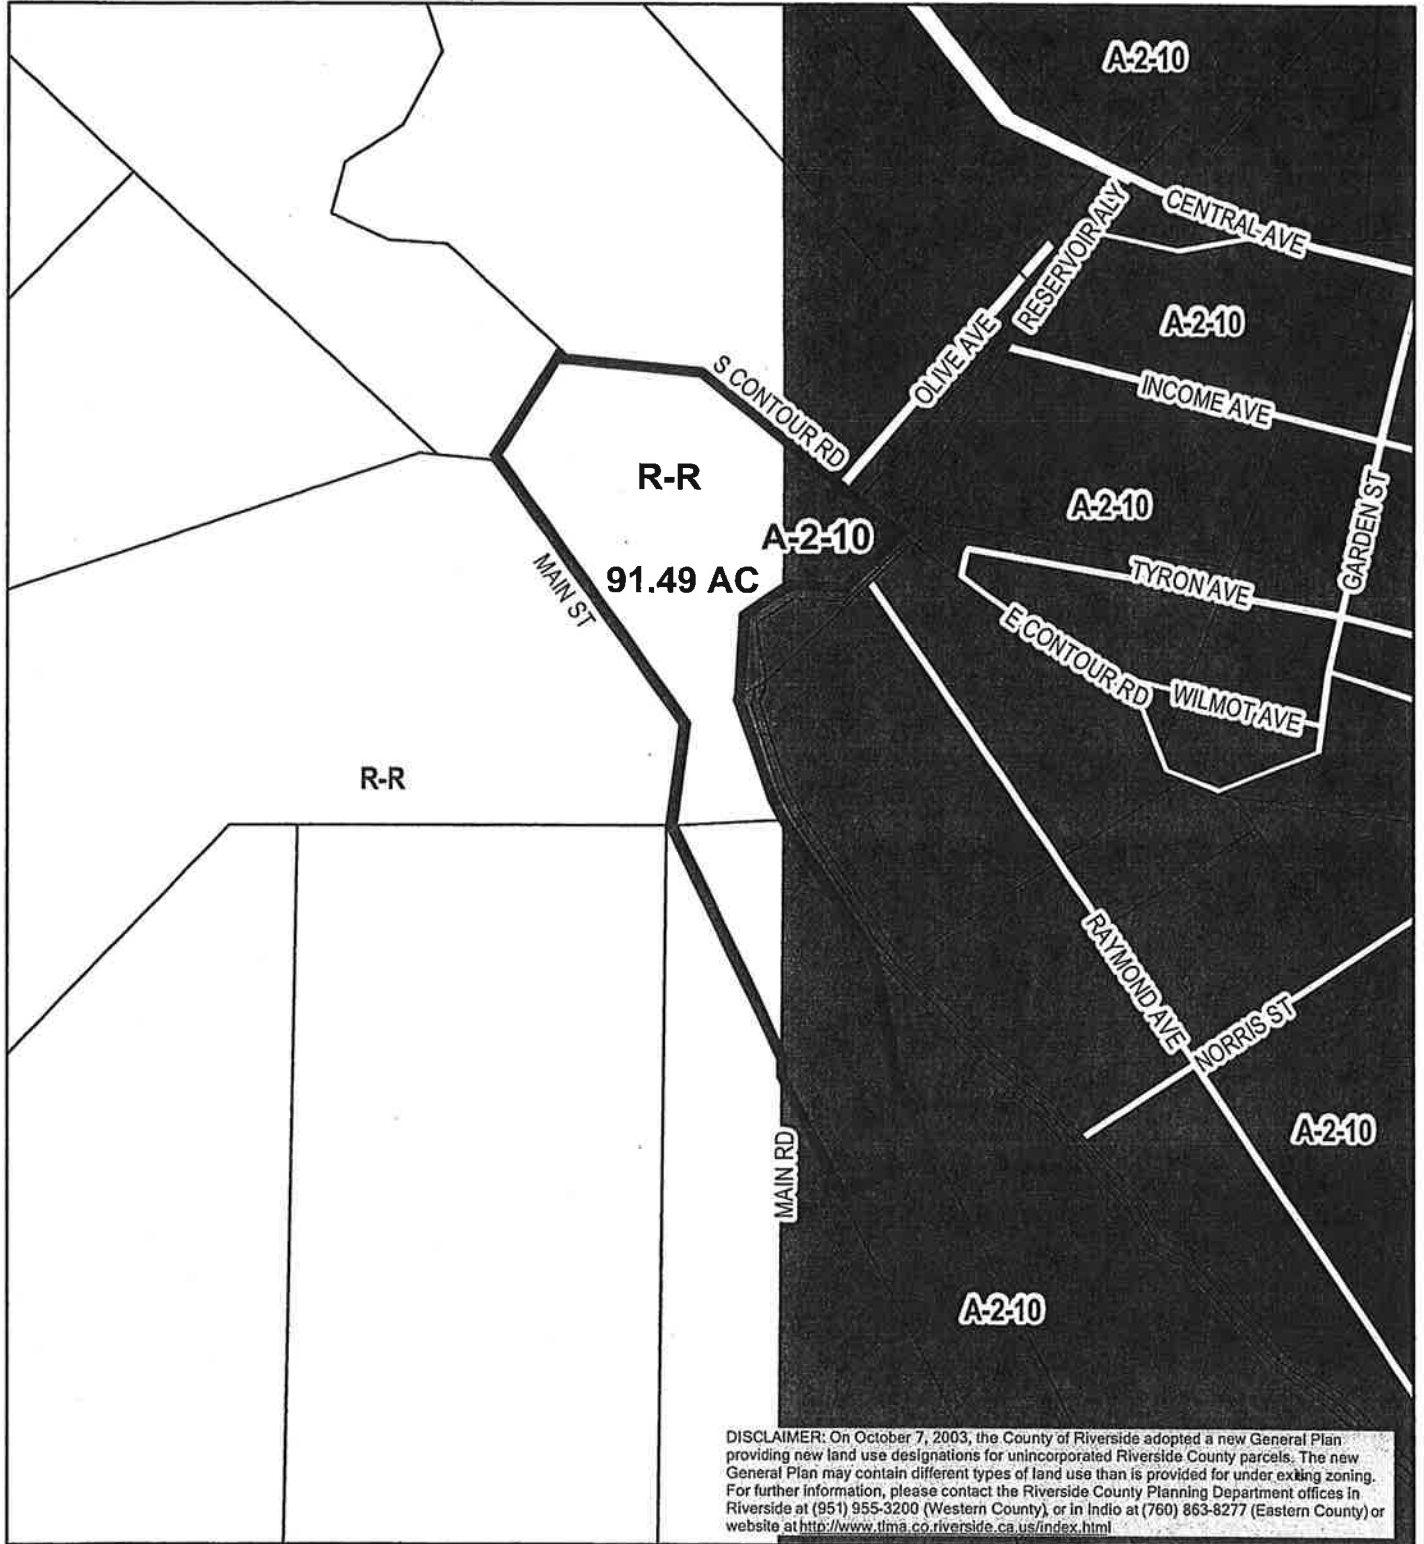 A-2-10
CENTRAL AVE
RESERVOIR ALY
OLIVE AVE
A-2-10
INCOME AVE
S CONTOUR RD
R-R
A-2-10
A-2-10
GARDEN ST
91.49 AC
MAIN ST
TYRON AVE
E CONTOUR RD
WILMOT AVE
R-R
RAYMOND AVE
NORRIS ST
MAIN RD
A-2-10
A-2-10
DISCLAIMER: On October 7, 2003, the County of Riverside adopted a new General Plan
providing new land use designations for unincorporated Riverside County parcels. The new
General Plan may contain different types of land use than is provided for under existing zoning.
For further information, please contact the Riverside County Planning Department offices in
Riverside at (951) 955-3200 (Western County), or in Indio at (760) 863-8277 (Eastern County) or
website at http://www.tlma.co.riverside.ca.us/index.html